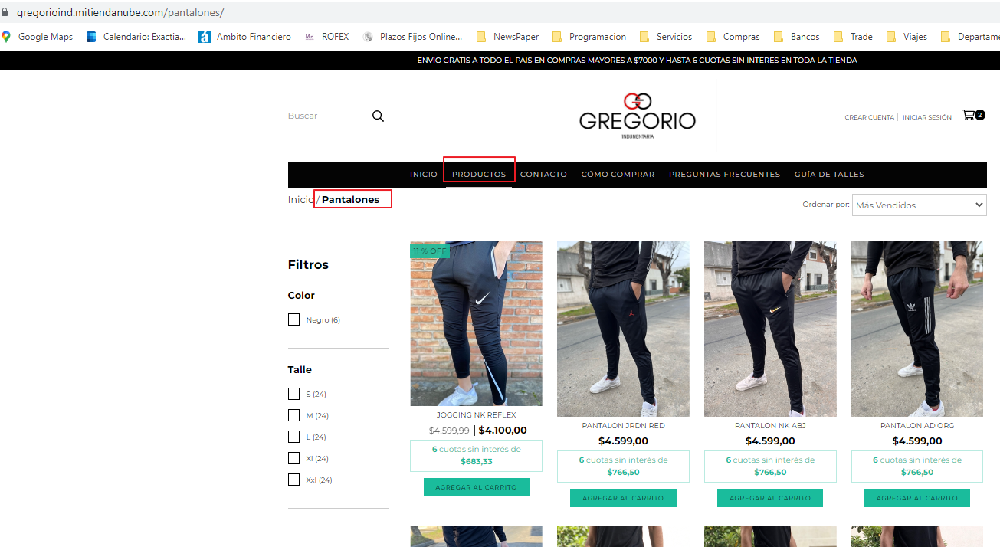 gregorioind.mitiendanube.com/pantalones/
Google Maps Calendario: Exactia... Ambito Financiero ROFEX Plazos Fijos Online... NewsPaper Programacion Servicios Compras Bancos Trade Viajes Departame
ENVÍO GRÁTIS A TODO EL PAÍS EN COMPRAS MAYORES A $7000 Y HASTA 6 CUOTAS SIN INTERÉS EN TODA LA TIENDA
Buscar
GREGORIO
INDUMENTARIA
CREAR CUENTA | INICIAR SESIÓN 2
INICIO PRODUCTOS CONTACTO CÓMO COMPRAR PREGUNTAS FRECUENTES GUÍA DE TALLES
Inicio / Pantalones
Ordenar por: Más Vendidos
Filtros
Color
Negro (6)
Talle
S (24)
M (24)
L (24)
Xl (24)
Xxl (24)
11 % OFF
JOGGING NK REFLEX
$4.599,99 $4.100,00
6 cuotas sin interés de
$683,33
AGREGAR AL CARRITO
PANTALON JRDN RED
$4.599,00
6 cuotas sin interés de
$766,50
AGREGAR AL CARRITO
PANTALON NK ABJ
$4.599,00
6 cuotas sin interés de
$766,50
AGREGAR AL CARRITO
PANTALON AD ORG
$4.599,00
6 cuotas sin interés de
$766,50
AGREGAR AL CARRITO